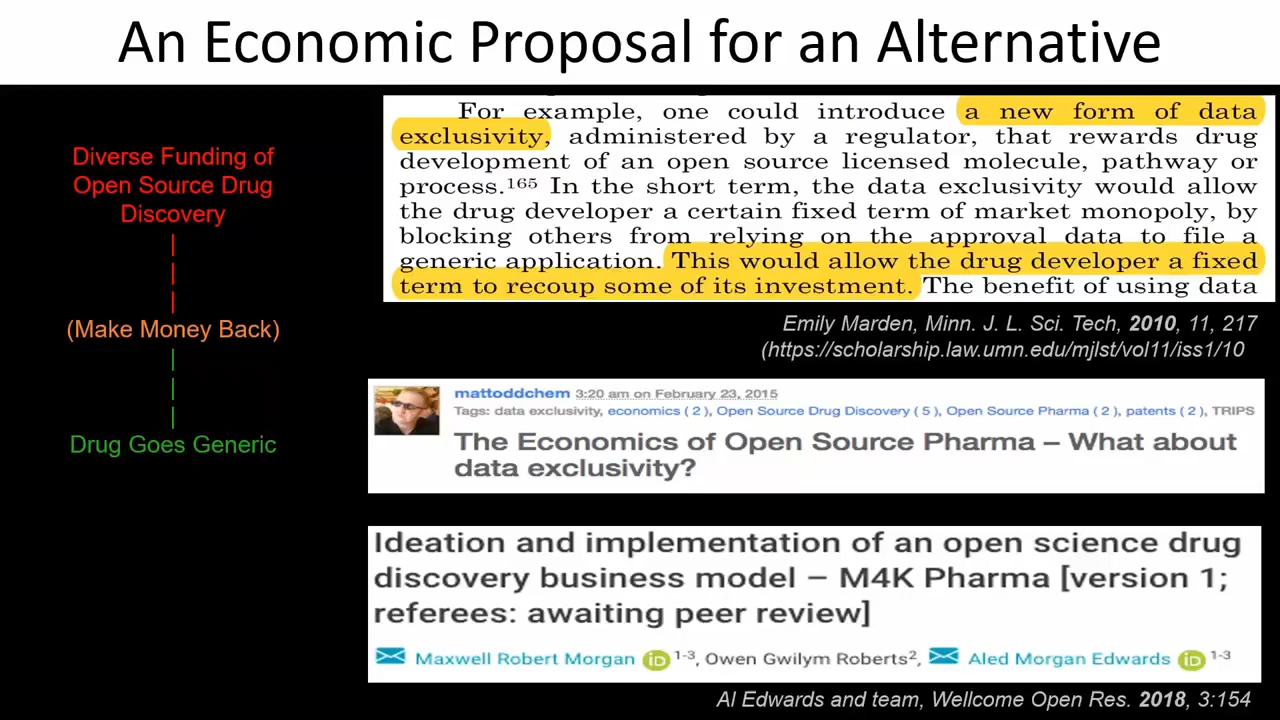 An Economic Proposal for an Alternative
Diverse Funding of
Open Source Drug
Discovery
(Make Money Back)
Drug Goes Generic
For example, one could introduce a new form of data
exclusivity, administered by a regulator, that rewards drug
development of an open source licensed molecule, pathway or
process.165 In the short term, the data exclusivity would allow
the drug developer a certain fixed term of market monopoly, by
blocking others from relying on the approval data to file a
generic application. This would allow the drug developer a fixed
term to recoup some of its investment. The benefit of using data
Emily Marden, Minn. J. L. Sci. Tech, 2010, 11, 217
(https://scholarship.law.umn.edu/mjlst/vol11/iss1/10
mattoddchem 3:20 am on February 23, 2015
Tags: data exclusivity, economics ( 2 ), Open Source Drug Discovery ( 5 ), Open Source Pharma ( 2 ), patents ( 2 ), TRIPS
The Economics of Open Source Pharma – What about
data exclusivity?
Ideation and implementation of an open science drug
discovery business model – M4K Pharma [version 1;
referees: awaiting peer review]
Maxwell Robert Morgan iD 1-3, Owen Gwilym Roberts2, Aled Morgan Edwards iD 1-3
Al Edwards and team, Wellcome Open Res. 2018, 3:154